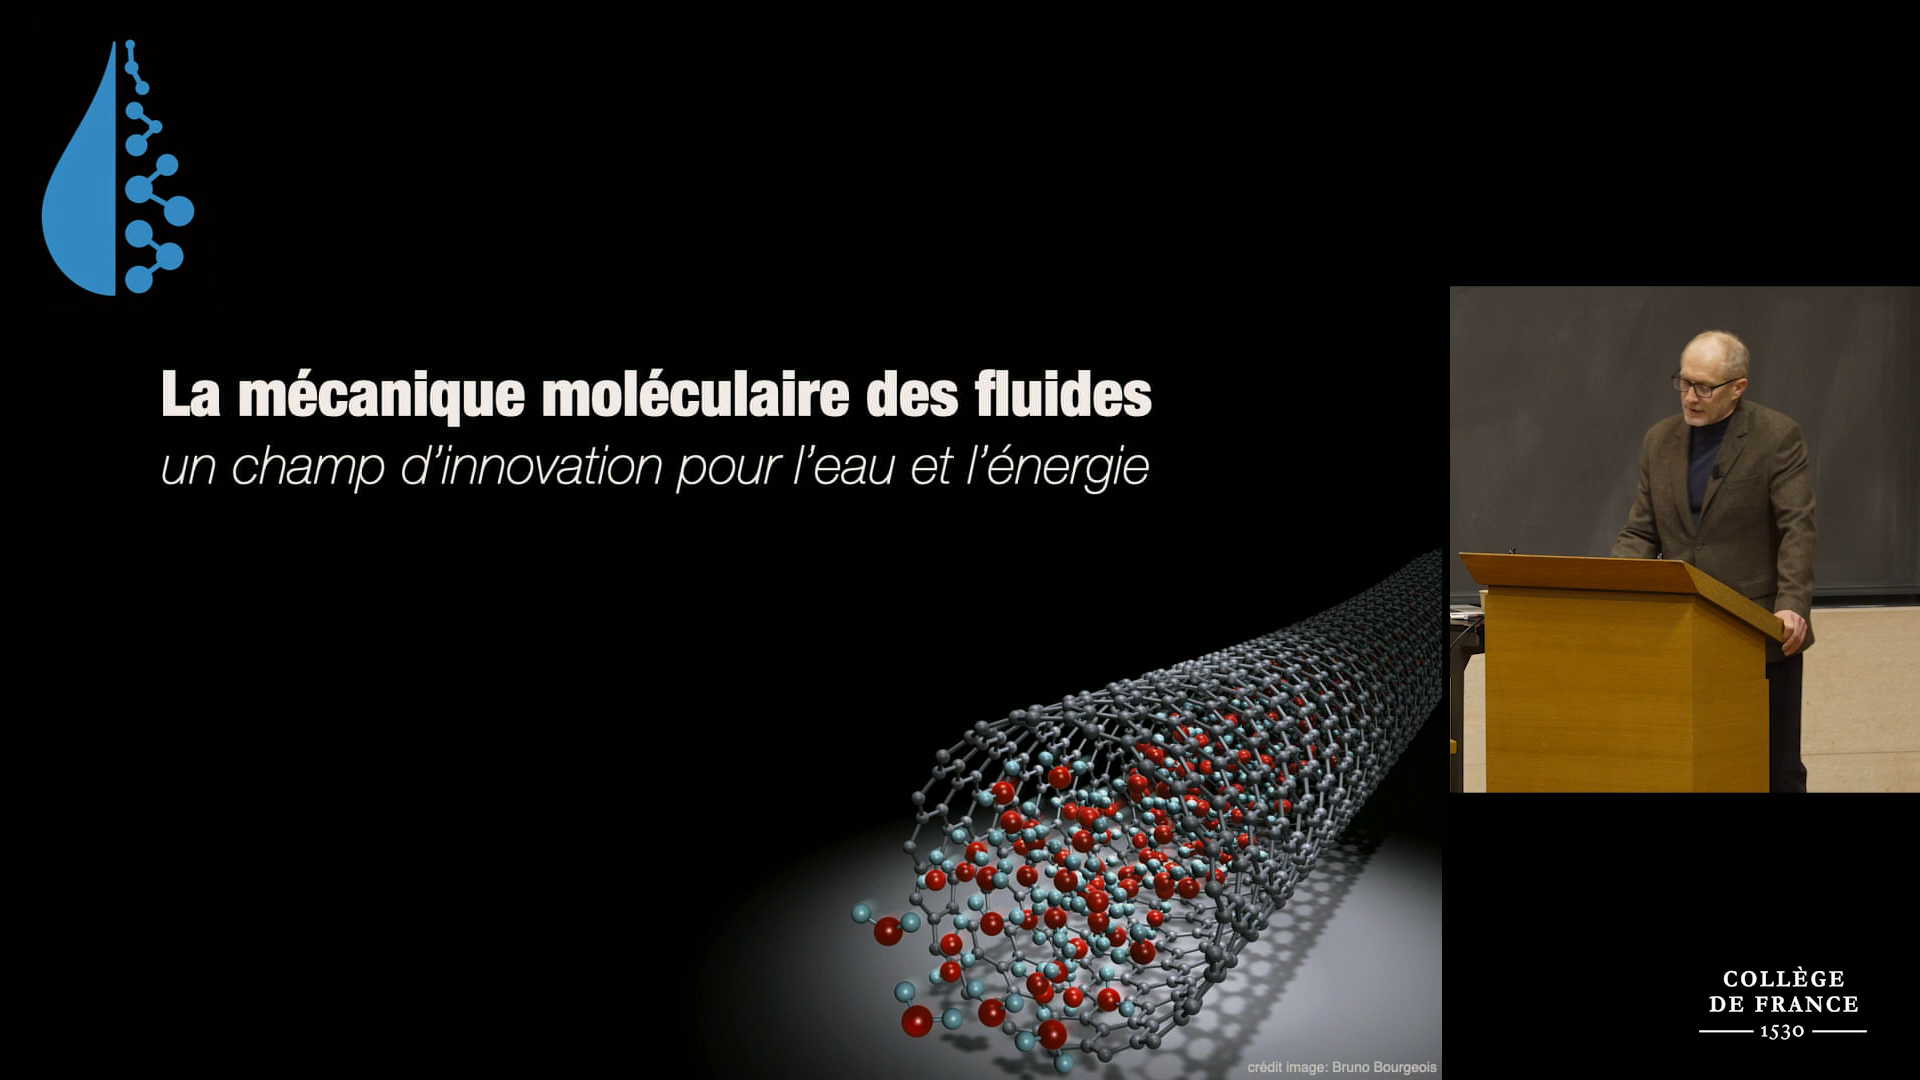 La mécanique moléculaire des fluides
un champ d’innovation pour l’eau et l’énergie
crédit image: Bruno Bourgeois
COLLÈGE
DE FRANCE
1530